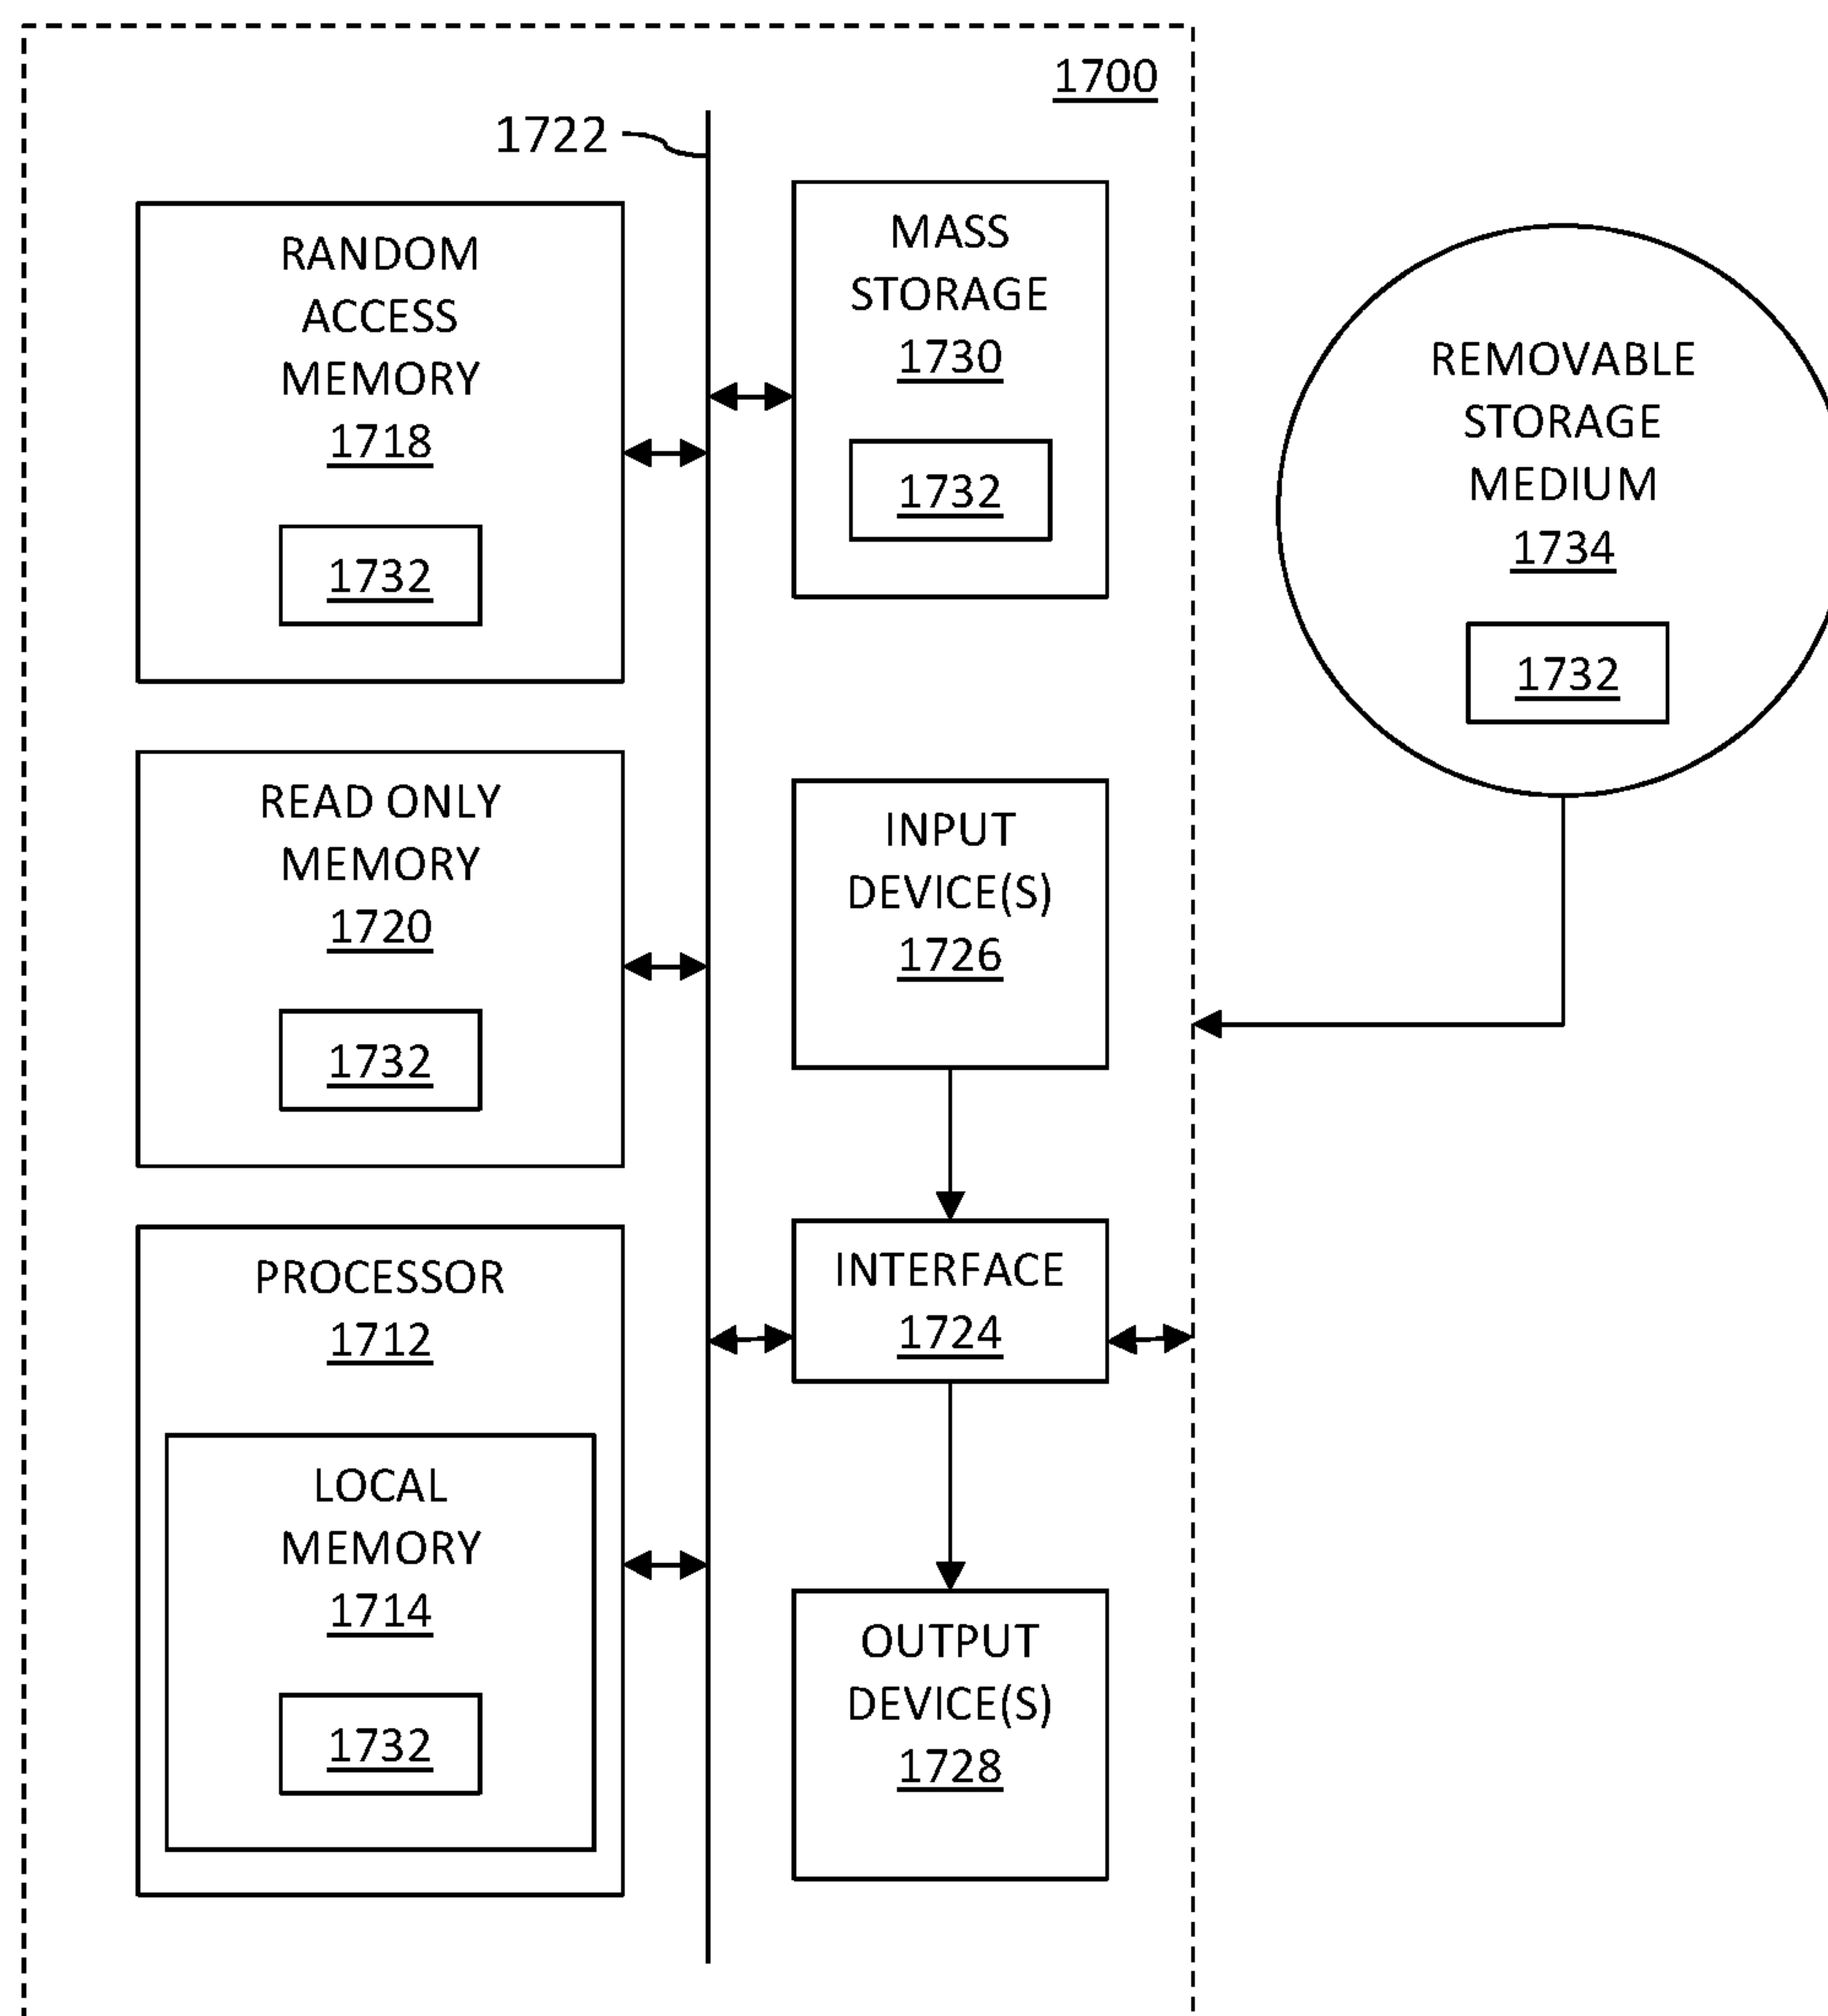 1700
1722
RANDOM
ACCESS
MEMORY
1718
1732
MASS
STORAGE
1730
1732
REMOVABLE
STORAGE
MEDIUM
1734
1732
READ ONLY
MEMORY
1720
1732
INPUT
DEVICE(S)
1726
PROCESSOR
1712
LOCAL
MEMORY
1714
1732
INTERFACE
1724
OUTPUT
DEVICE(S)
1728